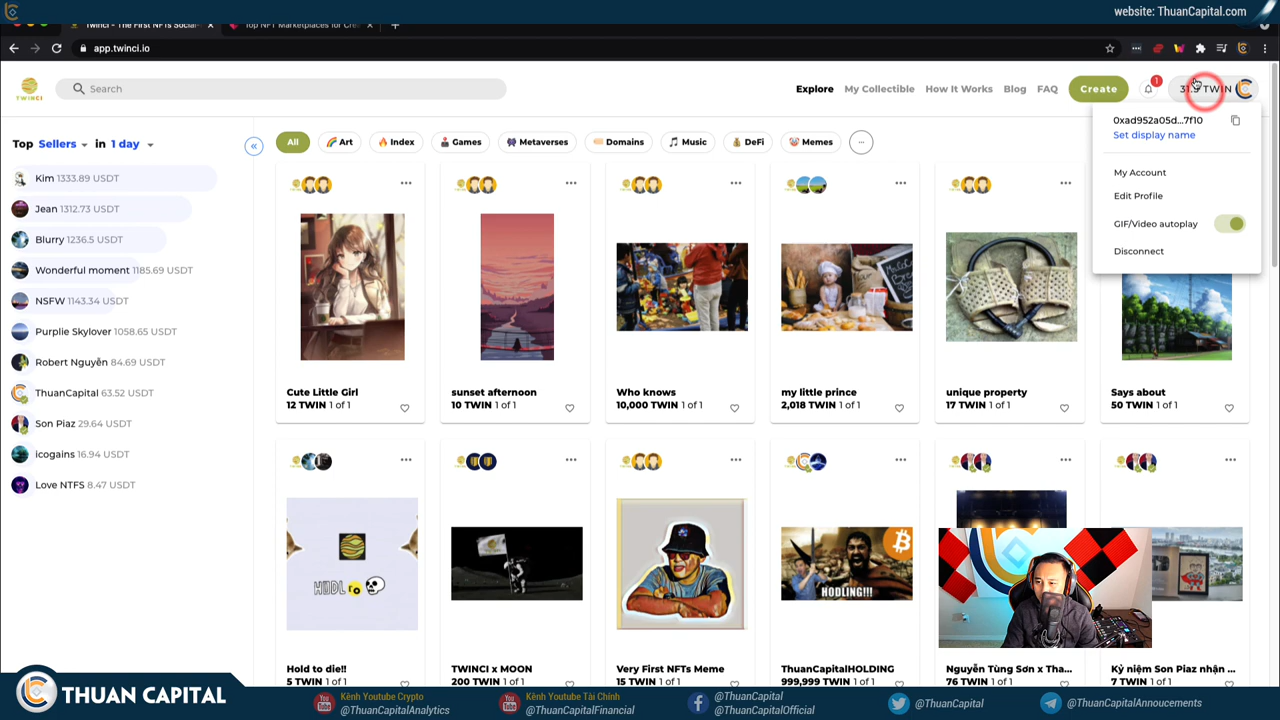 website: ThuanCapital.com
Twinci - The First NFTs Social
Top NFT Marketplaces for Cre
app.twinci.io
TWINCI
Search
Explore
My Collectible
How It Works
Blog
FAQ
Create
1
TWIN
0xad952a05d...7f10
Set display name
My Account
Edit Profile
GIF/Video autoplay
Disconnect
Top Sellers in 1 day
All
Art
Index
Games
Metaverses
Domains
Music
DeFi
Memes
Kim 1333.89 USDT
Jean 1312.73 USDT
Blurry 1236.5 USDT
Wonderful moment 1185.69 USDT
NSFW 1143.34 USDT
Purplie Skylover 1058.65 USDT
Robert Nguyễn 84.69 USDT
ThuanCapital 63.52 USDT
Son Piaz 29.64 USDT
icogains 16.94 USDT
Love NTFS 8.47 USDT
Cute Little Girl
12 TWIN 1 of 1
sunset afternoon
10 TWIN 1 of 1
Who knows
10,000 TWIN 1 of 1
my little prince
2,018 TWIN 1 of 1
unique property
17 TWIN 1 of 1
Says about
50 TWIN 1 of 1
HODL
HODLING!!!
Hold to die!!
5 TWIN 1 of 1
TWINCI x MOON
200 TWIN 1 of 1
Very First NFTs Meme
15 TWIN 1 of 1
ThuanCapitalHOLDING
999,999 TWIN 1 of 1
Nguyễn Tùng Sơn x Tha...
76 TWIN 1 of 1
Kỷ niệm Son Piaz nhận ...
7 TWIN 1 of 1
THUAN CAPITAL
Kênh Youtube Crypto
@ThuanCapitalAnalytics
Kênh Youtube Tài Chính
@ThuanCapitalFinancial
@ThuanCapital
@ThuanCapitalOfficial
@ThuanCapital
@ThuanCapitalAnnoucements